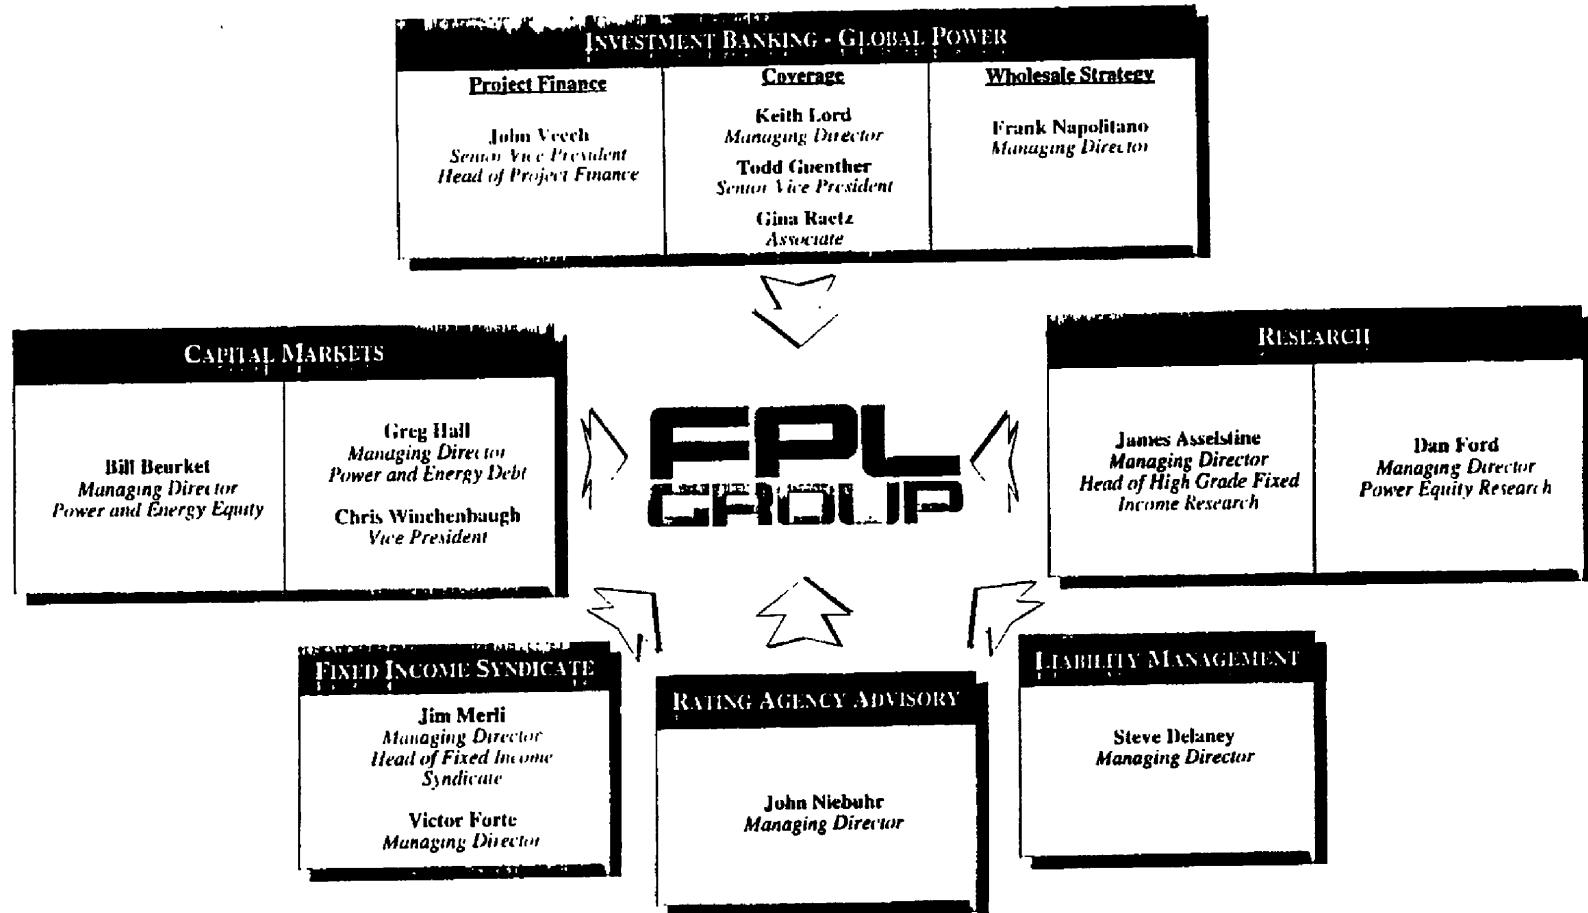 INVESTMENT BANKING - GLOBAL POWER
Project Finance
John Veech
Senior Vice President
Head of Project Finance
Coverage
Keith Lord
Managing Director
Todd Guenther
Senior Vice President
Gina Raetz
Associate
Wholesale Strategy
Frank Napolitano
Managing Director
CAPITAL MARKETS
Bill Beurket
Managing Director
Power and Energy Equity
Greg Hall
Managing Director
Power and Energy Debt
Chris Winchenbaugh
Vice President
FPL
GROUP
RESEARCH
James Asselstine
Managing Director
Head of High Grade Fixed
Income Research
Dan Ford
Managing Director
Power Equity Research
FIXED INCOME SYNDICATE
Jim Merli
Managing Director
Head of Fixed Income
Syndicate
Victor Forte
Managing Director
RATING AGENCY ADVISORY
John Niebuhr
Managing Director
LIABILITY MANAGEMENT
Steve Delaney
Managing Director